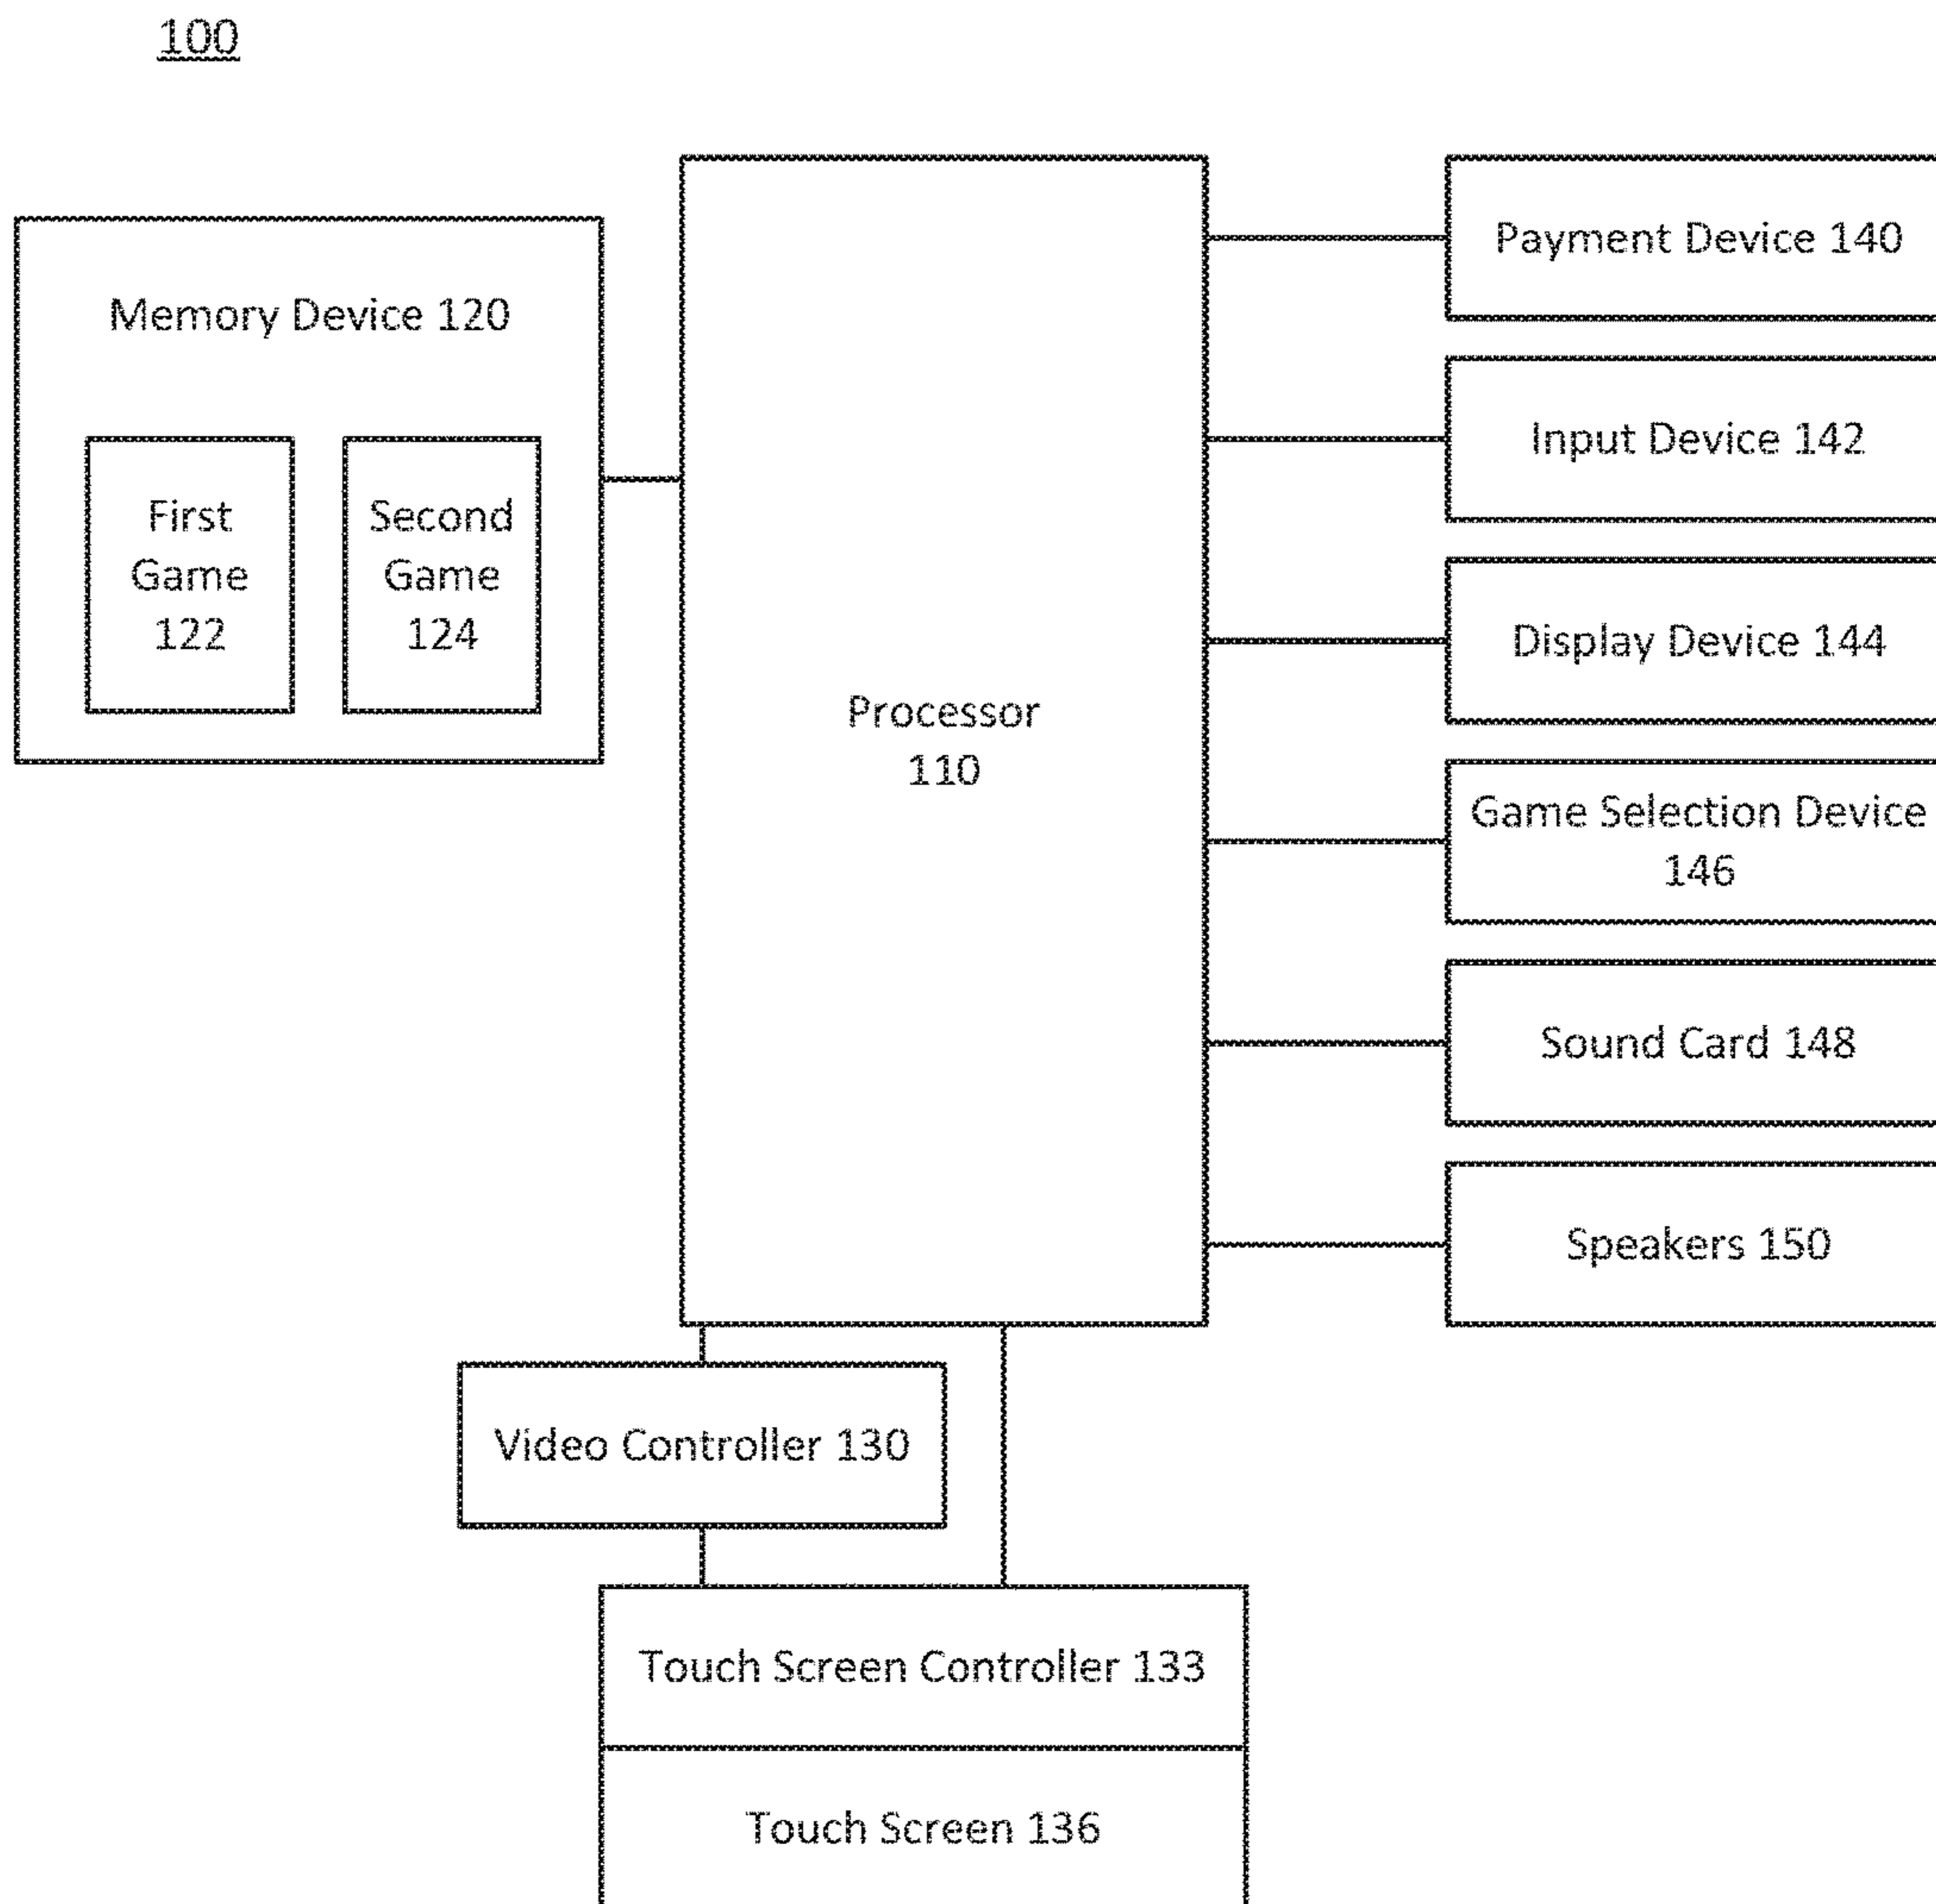 100
Memory Device 120
First
Game
122
Second
Game
124
Processor
110
Payment Device 140
Input Device 142
Display Device 144
Game Selection Device
146
Sound Card 148
Speakers 150
Video Controller 130
Touch Screen Controller 133
Touch Screen 136